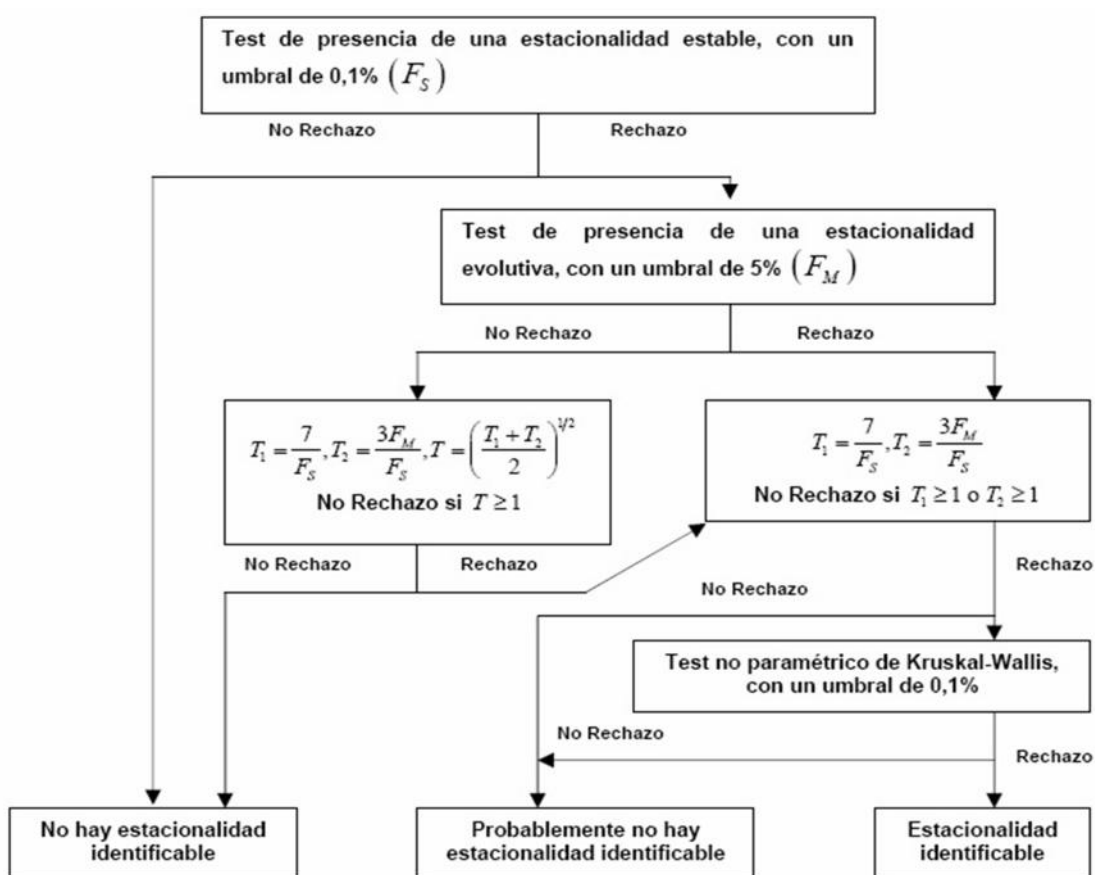 Test de presencia de una estacionalidad estable, con un
umbral de 0,1% (F_S)
No Rechazo
Rechazo
Test de presencia de una estacionalidad
evolutiva, con un umbral de 5% (F_M)
No Rechazo
Rechazo
T_1 = 7/F_S, T_2 = 3F_M/F_S, T = ((T_1 + T_2)/2)^{1/2}
No Rechazo si T ≥ 1
T_1 = 7/F_S, T_2 = 3F_M/F_S
No Rechazo si T_1 ≥ 1 o T_2 ≥ 1
No Rechazo
Rechazo
Rechazo
No Rechazo
Test no paramétrico de Kruskal-Wallis,
con un umbral de 0,1%
No Rechazo
Rechazo
No hay estacionalidad
identificable
Probablemente no hay
estacionalidad identificable
Estacionalidad
identificable